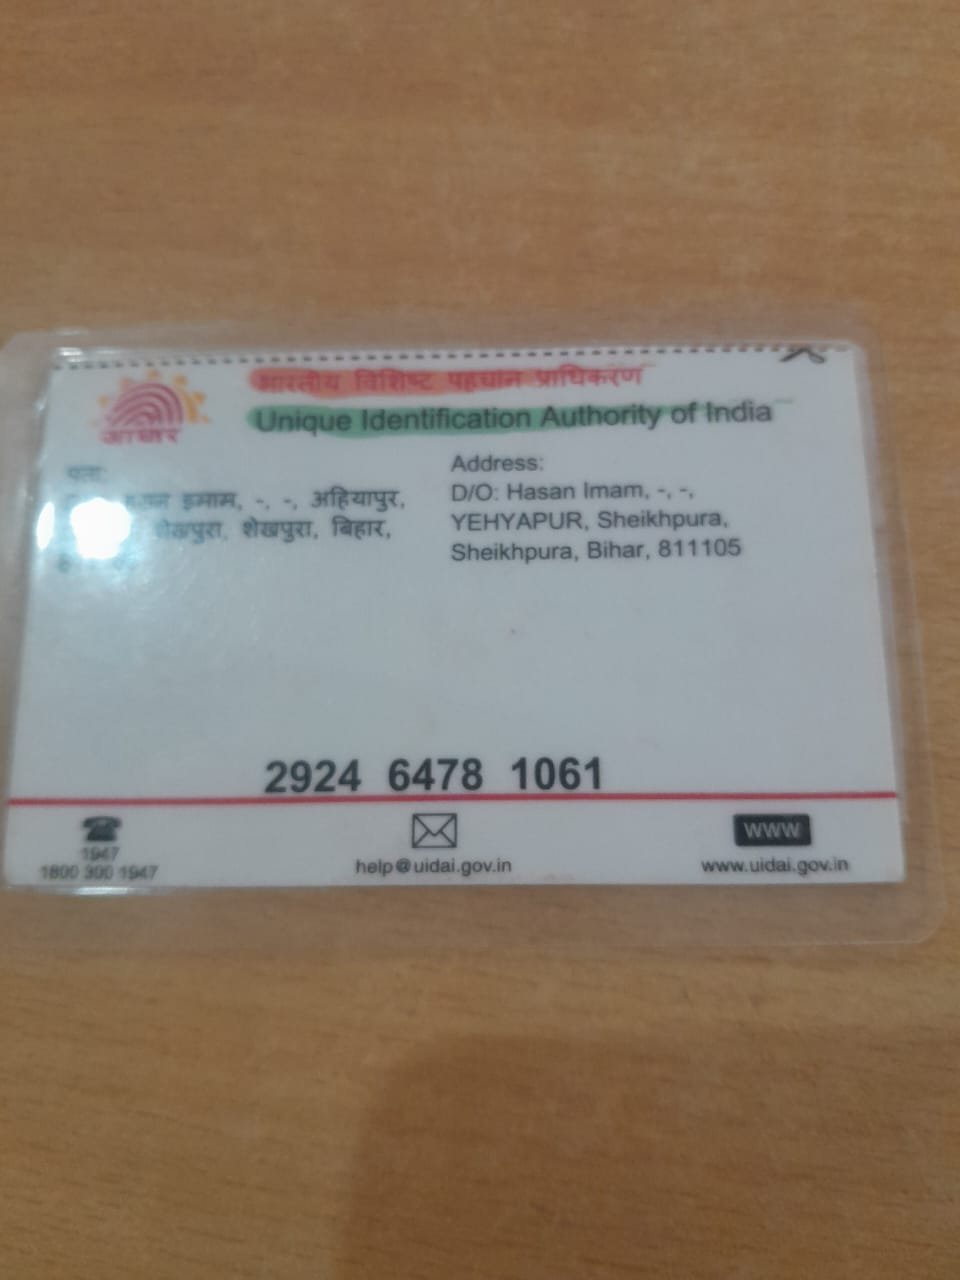 भारतीय विशिष्ट पहचान प्राधिकरण
Unique Identification Authority of India
आधार
पता:
इमाम, -, -, अहियापुर,
शेखपुरा, शेखपुरा, बिहार,
Address:
D/O: Hasan Imam, -, -,
YEHYAPUR, Sheikhpura,
Sheikhpura, Bihar, 811105
2924 6478 1061
1947
1800 300 1947
help@uidai.gov.in
WWW
www.uidai.gov.in